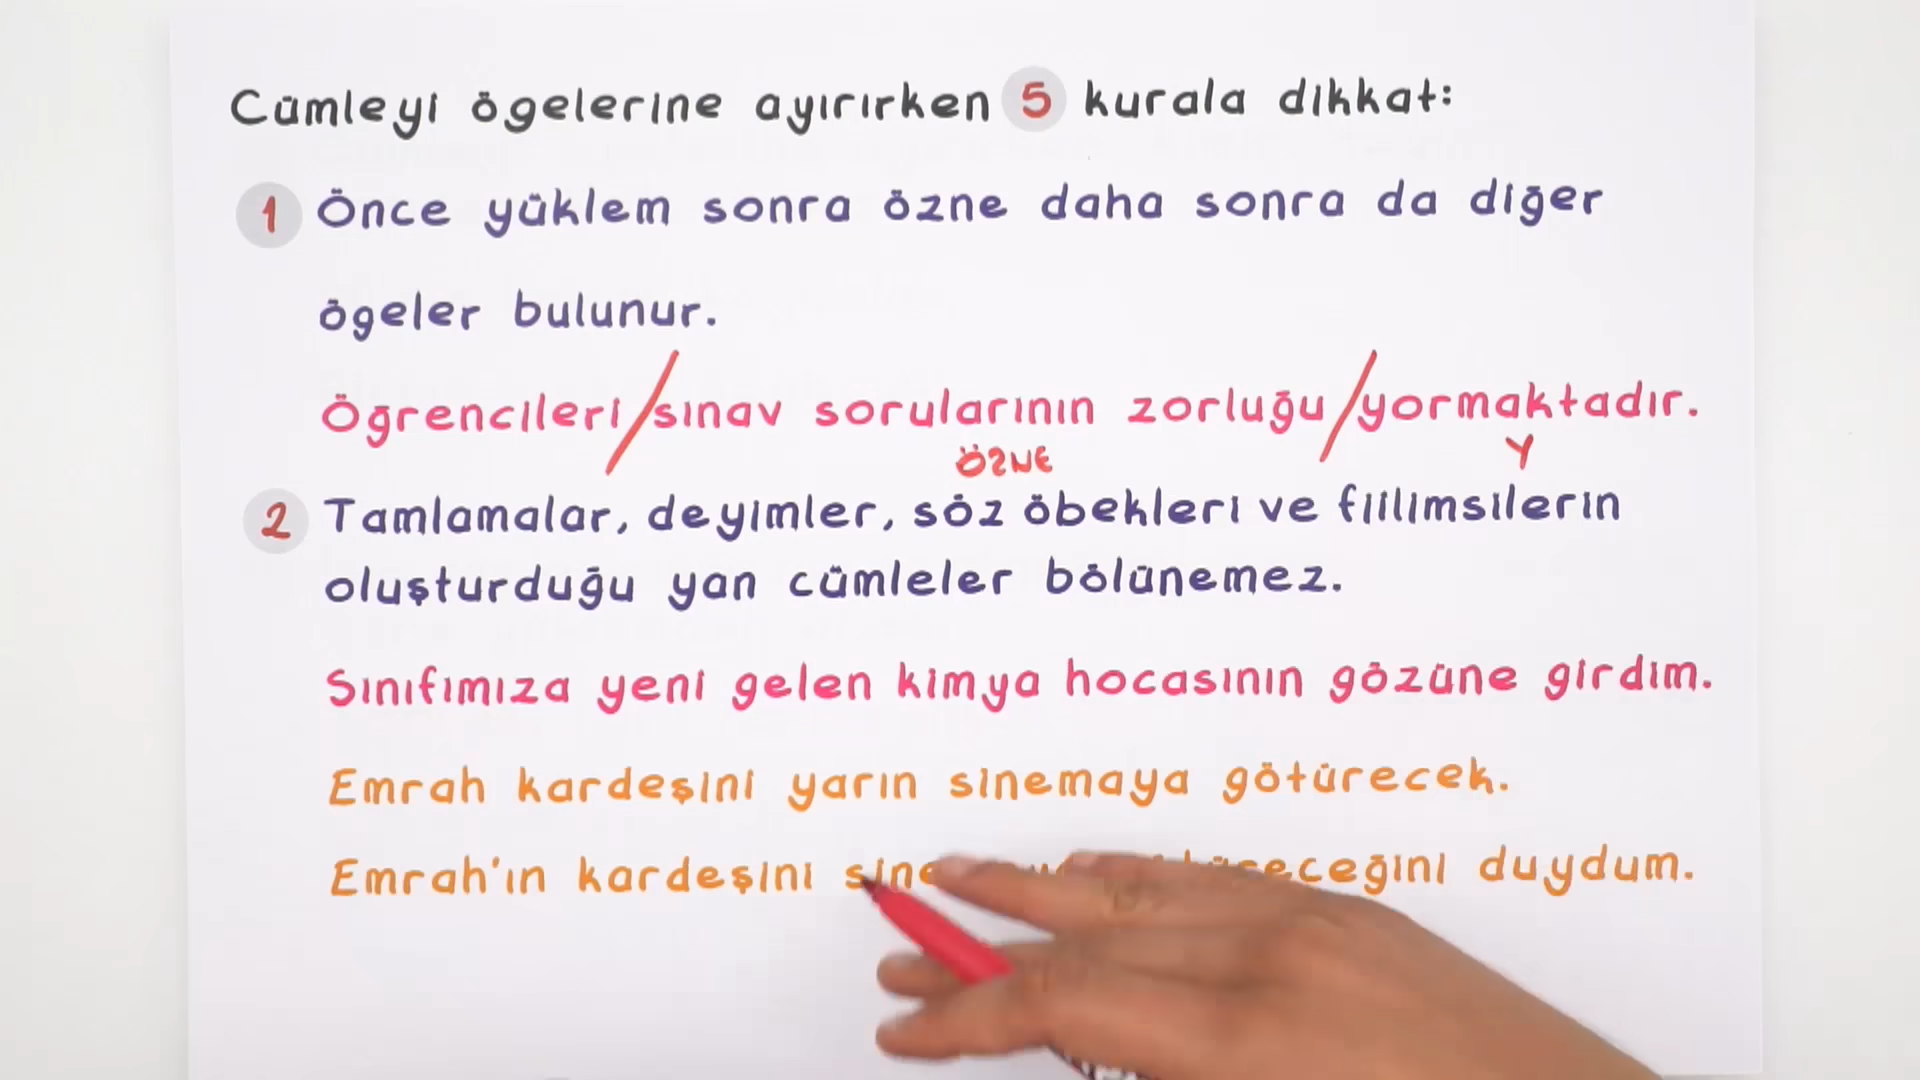 Cümleyi ögelerine ayırırken 5 kurala dikkat:
1 Önce yüklem sonra özne daha sonra da diğer
ögeler bulunur.
Öğrencileri/sınav sorularının zorluğu/yormaktadır.
ÖZNE Y
2 Tamlamalar, deyimler, söz öbekleri ve fiilimsilerin
oluşturduğu yan cümleler bölünemez.
Sınıfımıza yeni gelen kimya hocasının gözüne girdim.
Emrah kardeşini yarın sinemaya götürecek.
Emrah'ın kardeşini duydum.